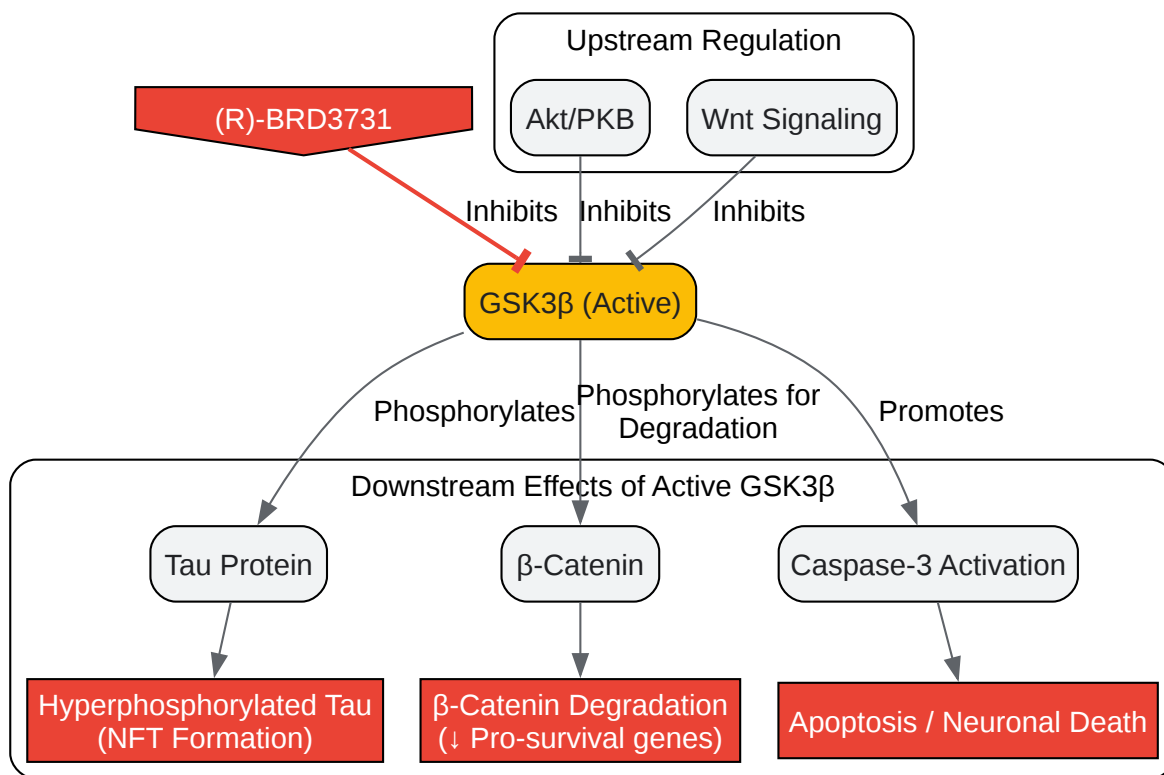 Upstream Regulation
(R)-BRD3731
Akt/PKB
Wnt Signaling
Inhibits
Inhibits
Inhibits
GSK3β (Active)
Phosphorylates
Phosphorylates for
Degradation
Promotes
Downstream Effects of Active GSK3β
Tau Protein
β-Catenin
Caspase-3 Activation
Hyperphosphorylated Tau
(NFT Formation)
β-Catenin Degradation
(↓ Pro-survival genes)
Apoptosis / Neuronal Death